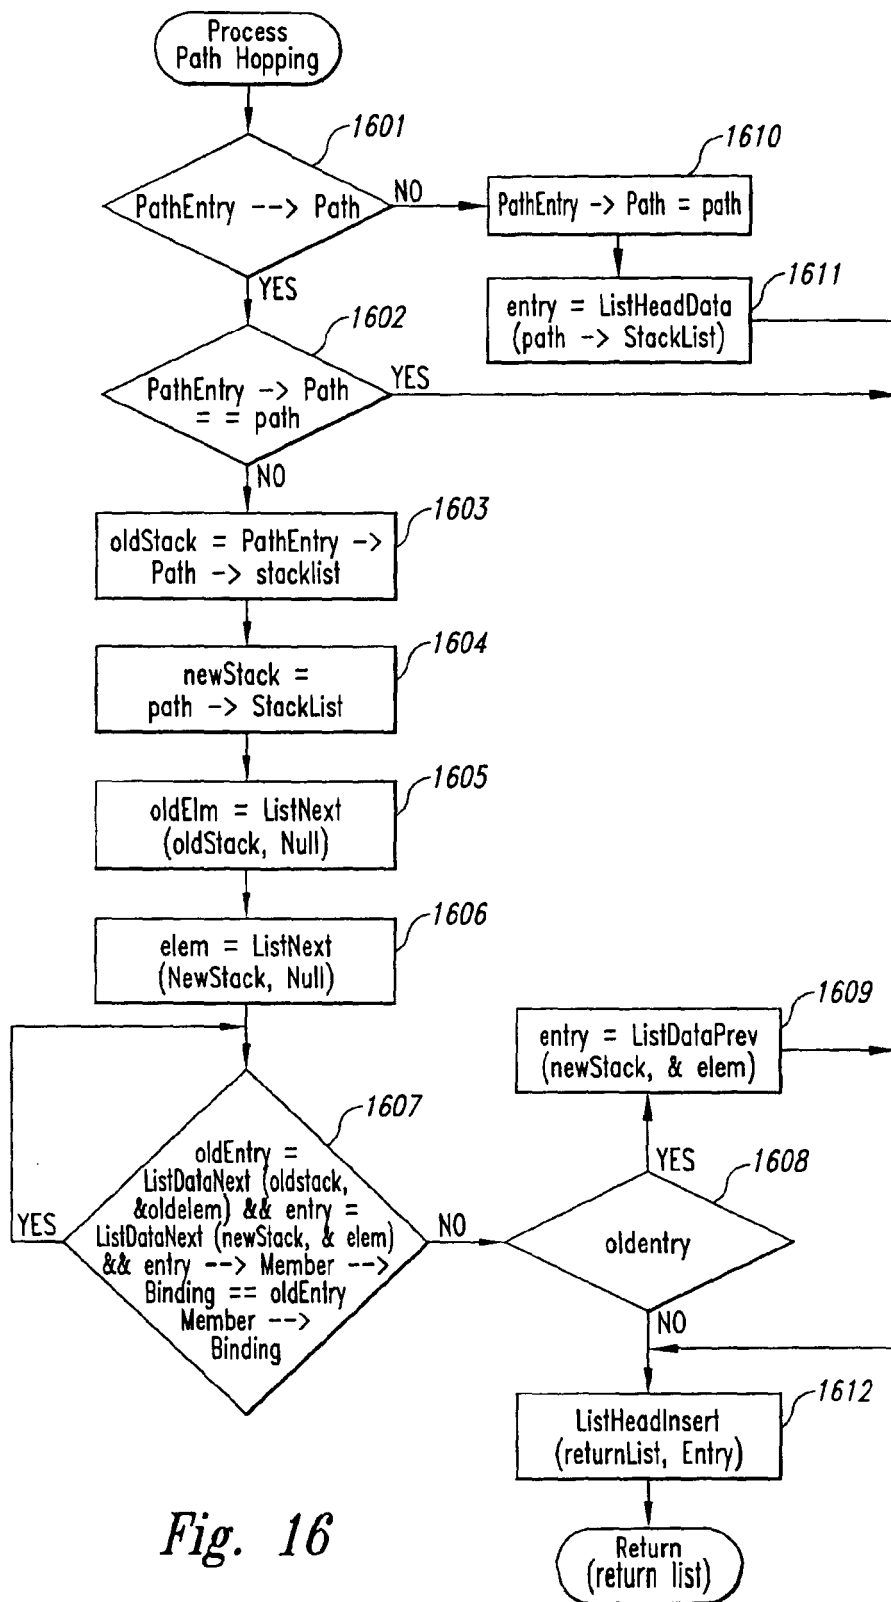 Process
Path Hopping
1601
PathEntry --> Path
NO
YES
1610
PathEntry -> Path = path
1611
entry = ListHeadData
(path -> StackList)
1602
PathEntry -> Path
= = path
YES
NO
1603
oldStack = PathEntry ->
Path -> stacklist
1604
newStack =
path -> StackList
1605
oldElm = ListNext
(oldStack, Null)
1606
elem = ListNext
(NewStack, Null)
1607
oldEntry =
ListDataNext (oldstack,
&oldelem) && entry =
ListDataNext (newStack, & elem)
&& entry --> Member -->
Binding == oldEntry
Member -->
Binding
YES
NO
1609
entry = ListDataPrev
(newStack, & elem)
YES
1608
oldentry
NO
1612
ListHeadInsert
(returnList, Entry)
Return
(return list)
Fig. 16